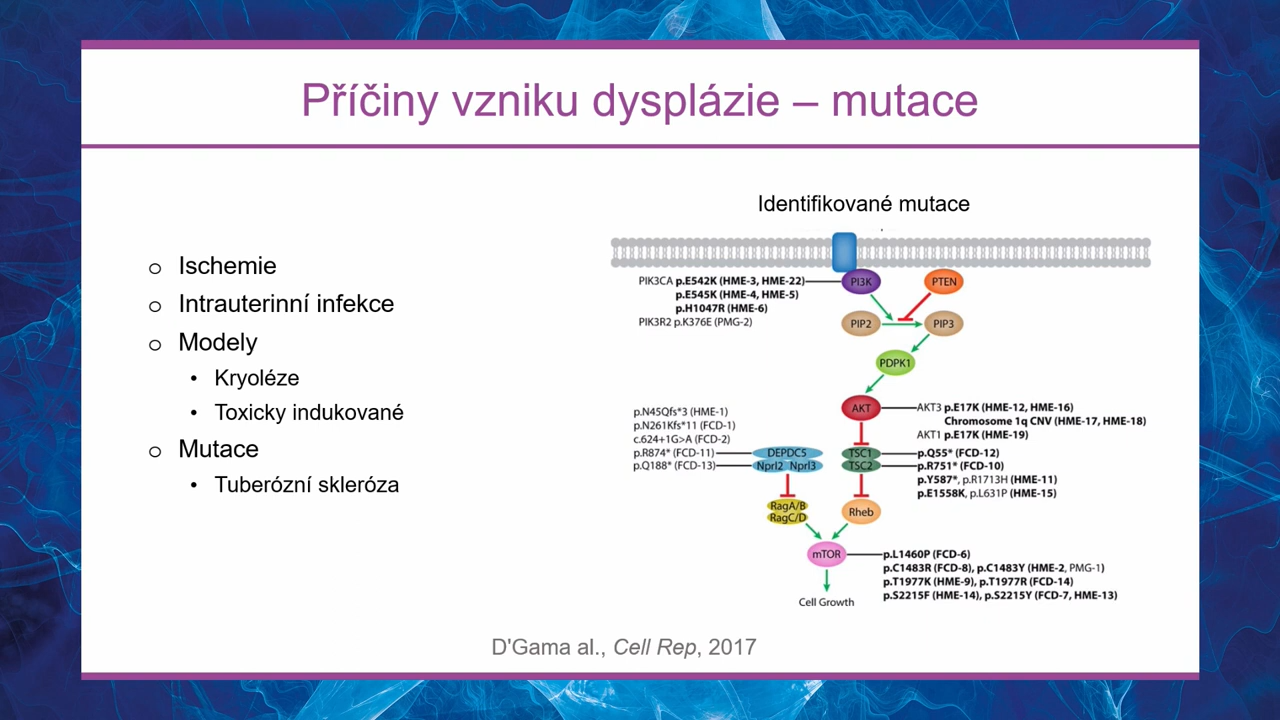 Příčiny vzniku dysplázie – mutace
o Ischemie
o Intrauterinní infekce
o Modely
• Kryoléze
• Toxicky indukované
o Mutace
• Tuberózní skleróza
Identifikované mutace
PIK3CA p.E542K (HME-3, HME-22)
p.E545K (HME-4, HME-5)
p.H1047R (HME-6)
PIK3R2 p.K376E (PMG-2)
PI3K
PTEN
PIP2
PIP3
PDPK1
AKT
AKT3 p.E17K (HME-12, HME-16)
Chromosome 1q CNV (HME-17, HME-18)
AKT1 p.E17K (HME-19)
p.N45Qfs*3 (HME-1)
p.N261Kfs*11 (FCD-1)
c.624+1G>A (FCD-2)
p.R874* (FCD-11)
p.Q188* (FCD-13)
DEPDC5
Nprl2 Nprl3
TSC1
TSC2
p.Q55* (FCD-12)
p.R751* (FCD-10)
p.Y587*, p.R1713H (HME-11)
p.E1558K, p.L631P (HME-15)
RagA/B
RagC/D
Rheb
mTOR
p.L1460P (FCD-6)
p.C1483R (FCD-8), p.C1483Y (HME-2, PMG-1)
p.T1977K (HME-9), p.T1977R (FCD-14)
p.S2215F (HME-14), p.S2215Y (FCD-7, HME-13)
Cell Growth
D'Gama al., Cell Rep, 2017